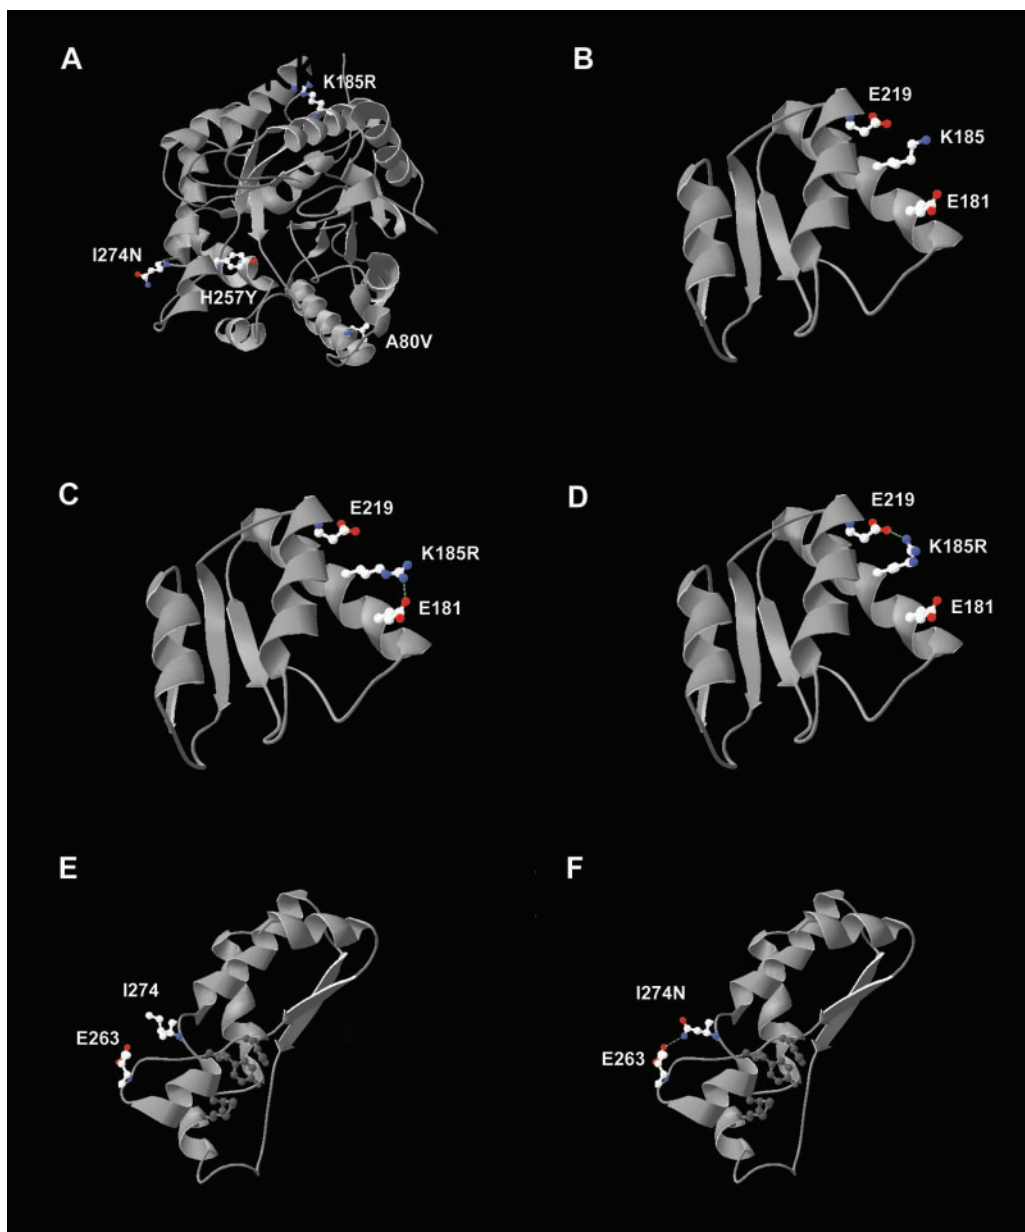 A
K185R
I274N
H257Y
A80V
B
E219
K185
E181
C
E219
K185R
E181
D
E219
K185R
E181
E
I274
E263
F
I274N
E263